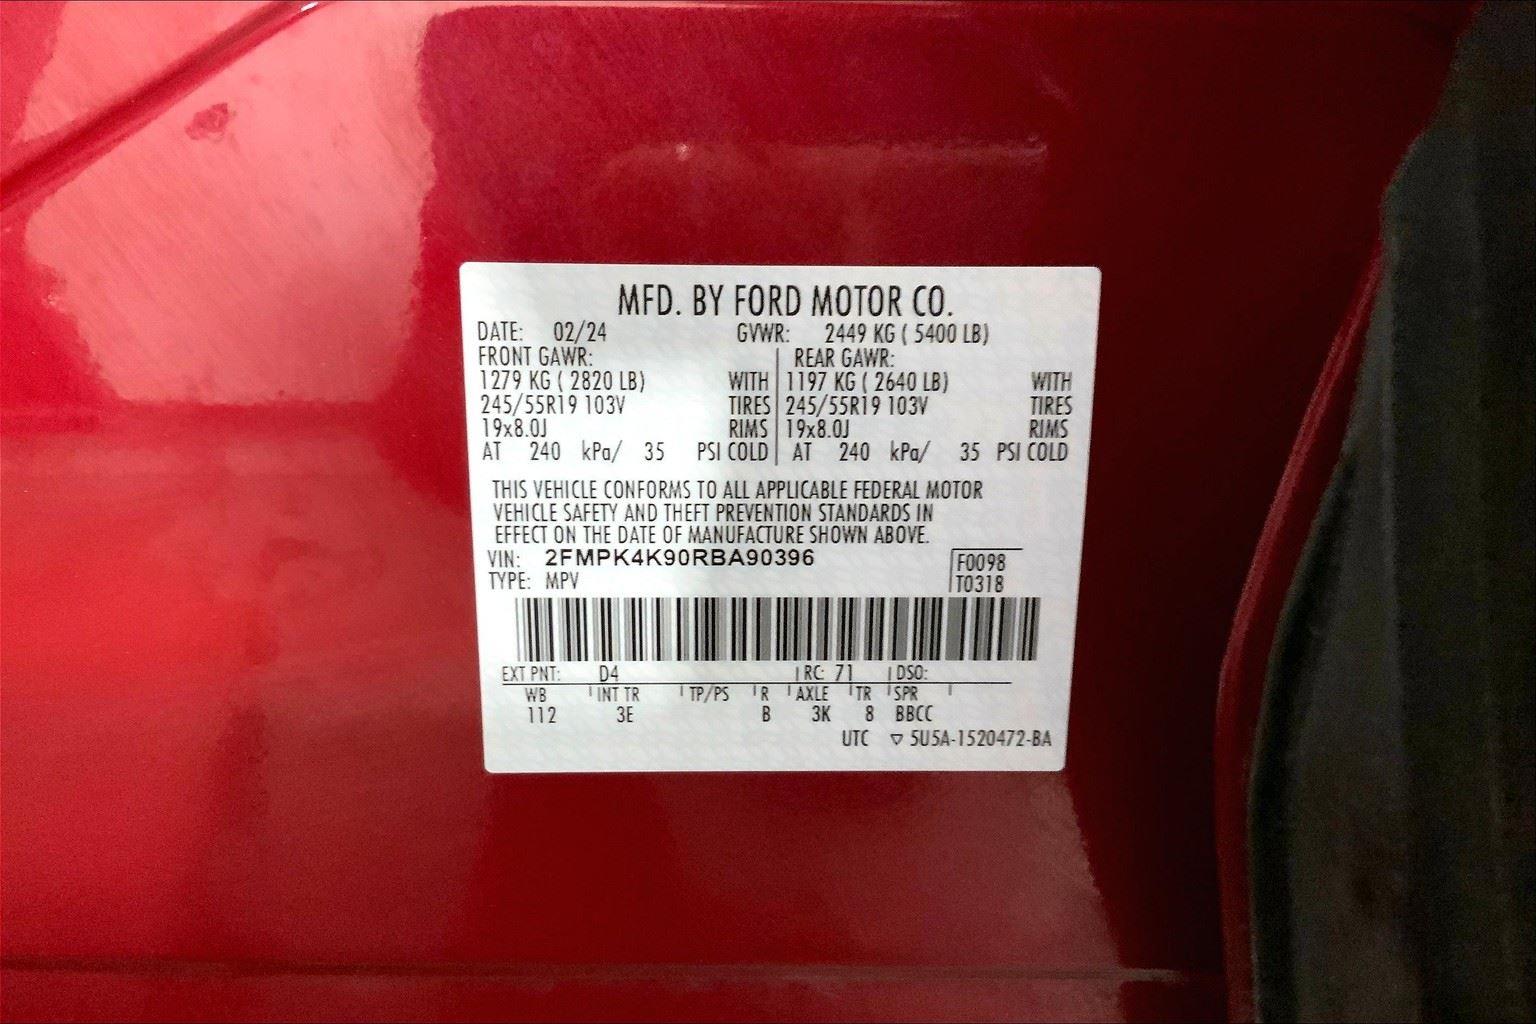 MFD. BY FORD MOTOR CO.
DATE: 02/24 GVWR: 2449 KG ( 5400 LB)
FRONT GAWR: REAR GAWR:
1279 KG ( 2820 LB) WITH 1197 KG ( 2640 LB) WITH
245/55R19 103V TIRES 245/55R19 103V TIRES
19x8.0J RIMS 19x8.0J RIMS
AT 240 kPa/ 35 PSI COLD AT 240 kPa/ 35 PSI COLD
THIS VEHICLE CONFORMS TO ALL APPLICABLE FEDERAL MOTOR
VEHICLE SAFETY AND THEFT PREVENTION STANDARDS IN
EFFECT ON THE DATE OF MANUFACTURE SHOWN ABOVE.
VIN: 2FMPK4K90RBA90396 F0098
TYPE: MPV T0318
EXT PNT: D4 RC: 71 DSO:
WB INT TR TP/PS R AXLE TR SPR
112 3E B 3K 8 BBCC
UTC ▽ 5U5A-1520472-BA